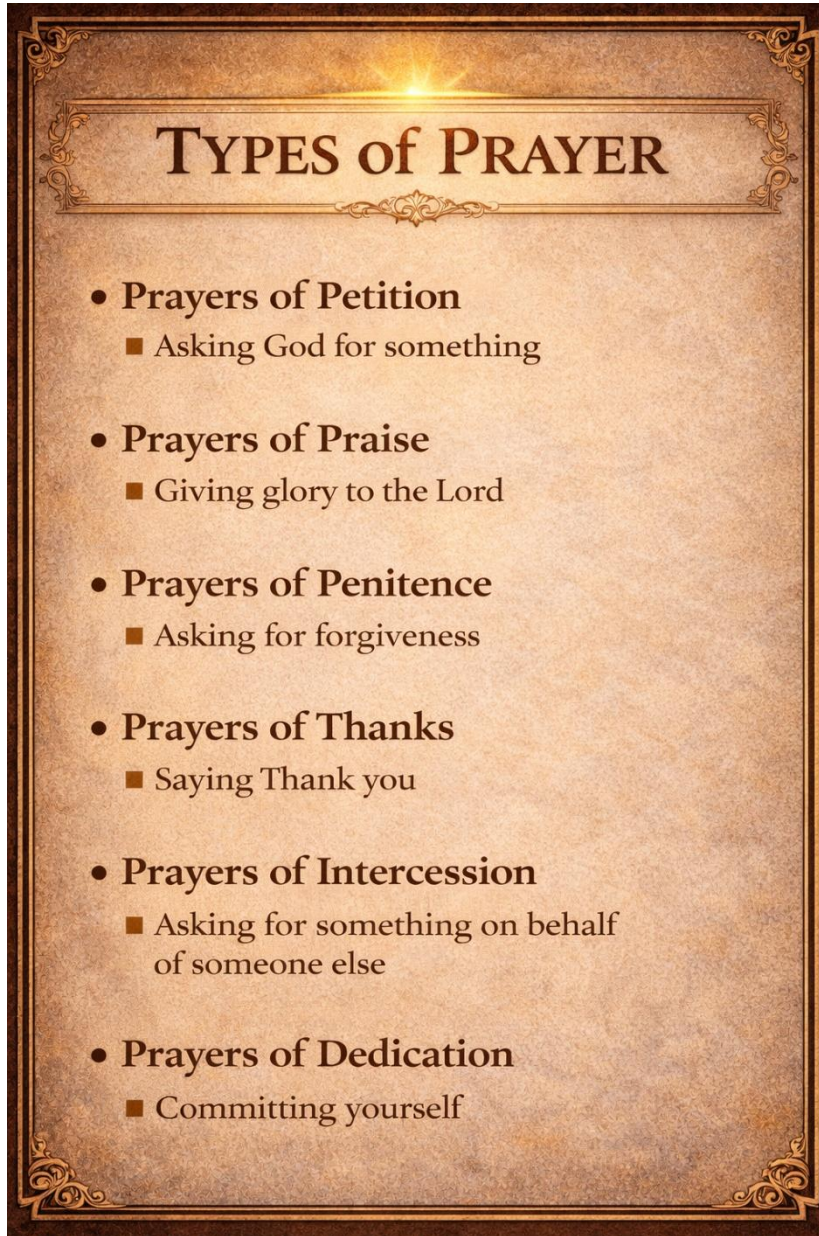 TYPES of PRAYER
• Prayers of Petition
■ Asking God for something
• Prayers of Praise
■ Giving glory to the Lord
• Prayers of Penitence
■ Asking for forgiveness
• Prayers of Thanks
■ Saying Thank you
• Prayers of Intercession
■ Asking for something on behalf
of someone else
• Prayers of Dedication
■ Committing yourself